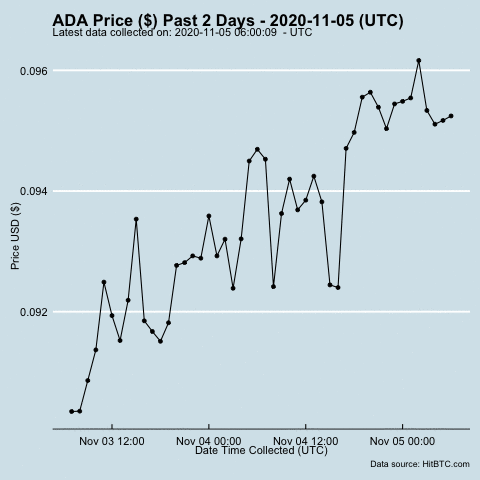 ADA Price ($) Past 2 Days - 2020-11-05 (UTC)
Latest data collected on: 2020-11-05 06:00:09 - UTC
0.096
0.094
0.092
Price USD ($)
Nov 03 12:00 Nov 04 00:00 Nov 04 12:00 Nov 05 00:00
Date Time Collected (UTC)
Data source: HitBTC.com